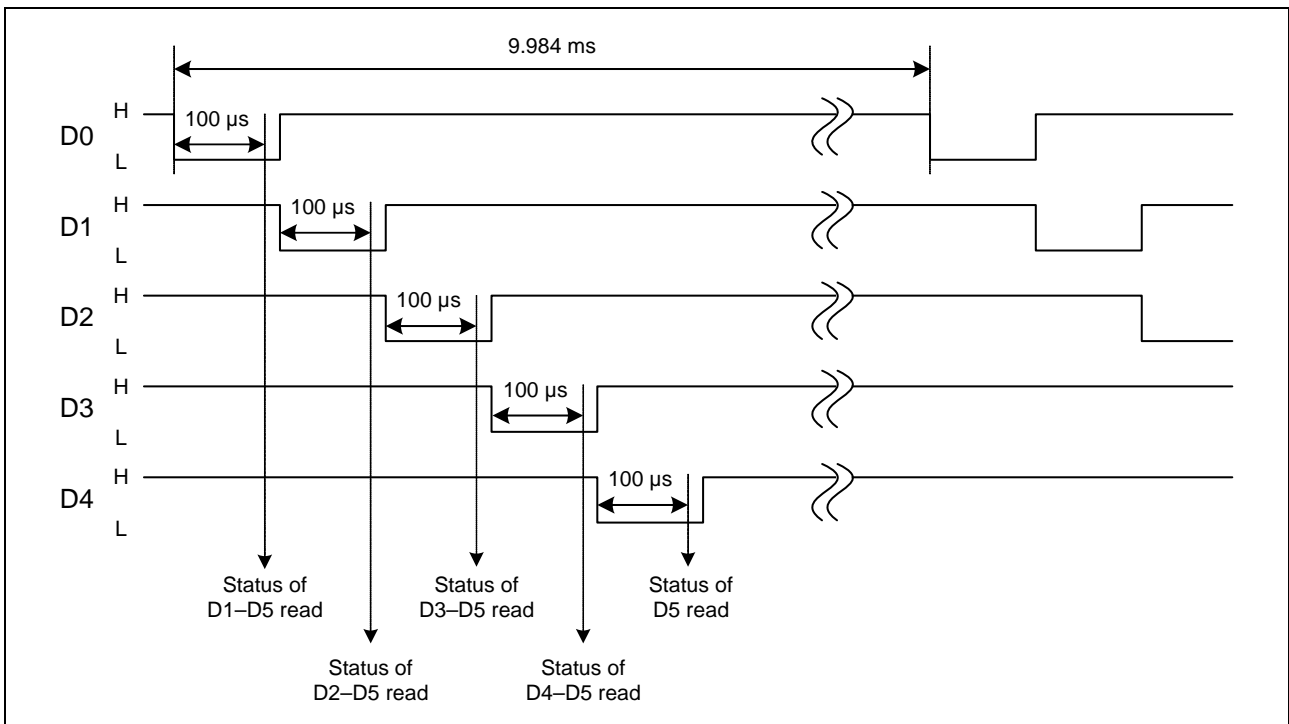 9.984 ms
H
100 µs
D0
L
H
100 µs
D1
L
H
100 µs
D2
L
H
100 µs
D3
L
H
100 µs
D4
L
Status of
D1–D5 read
Status of
D3–D5 read
Status of
D5 read
Status of
D2–D5 read
Status of
D4–D5 read